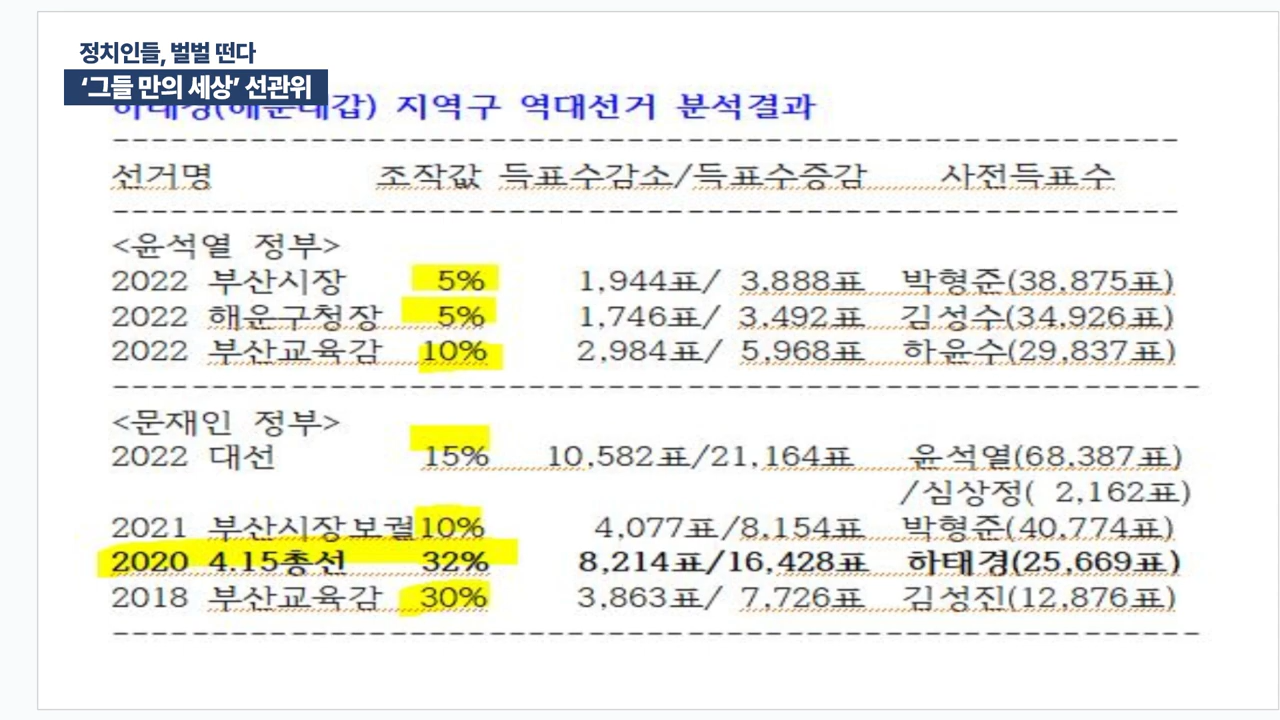 정치인들, 벌벌 떤다
‘그들 만의 세상’ 선관위
하태경(해운대갑) 지역구 역대선거 분석결과
선거명 조작값 득표수감소/득표수증감 사전득표수
<윤석열 정부>
2022 부산시장 5% 1,944표/ 3,888표 박형준(38,875표)
2022 해운구청장 5% 1,746표/ 3,492표 김성수(34,926표)
2022 부산교육감 10% 2,984표/ 5,968표 하윤수(29,837표)
<문재인 정부>
2022 대선 15% 10,582표/21,164표 윤석열(68,387표)
/심상정( 2,162표)
2021 부산시장보궐10% 4,077표/8,154표 박형준(40,774표)
2020 4.15총선 32% 8,214표/16,428표 하태경(25,669표)
2018 부산교육감 30% 3,863표/ 7,726표 김성진(12,876표)